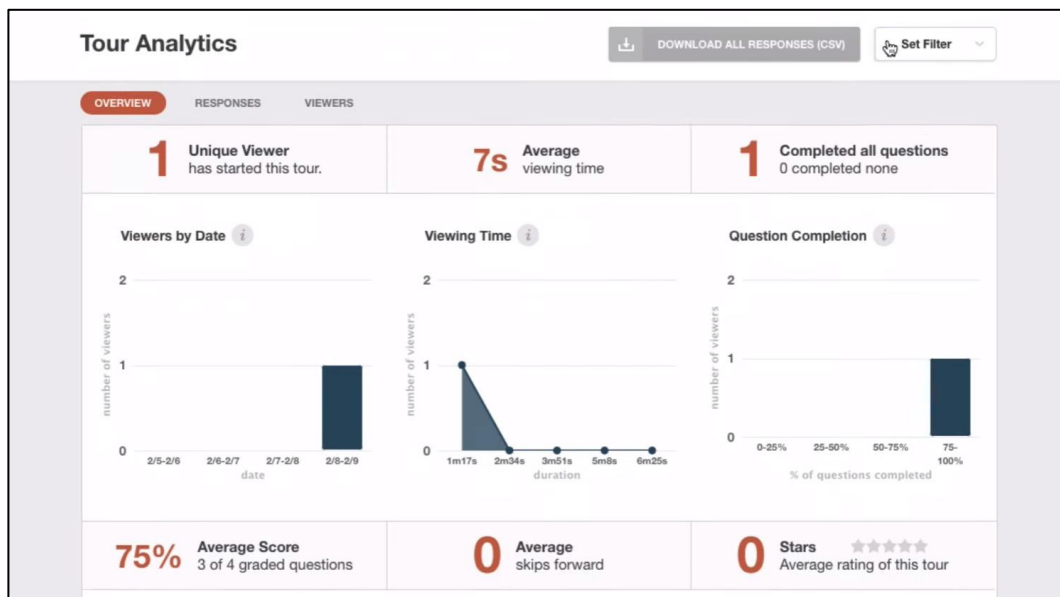 Tour Analytics
DOWNLOAD ALL RESPONSES (CSV)
Set Filter
OVERVIEW
RESPONSES
VIEWERS
1
Unique Viewer
has started this tour.
7s
Average
viewing time
1
Completed all questions
0 completed none
Viewers by Date i
2
1
0
number of viewers
2/5-2/6 2/6-2/7 2/7-2/8 2/8-2/9
date
Viewing Time i
2
1
0
number of viewers
1m17s 2m34s 3m51s 5m8s 6m25s
duration
Question Completion i
2
1
0
number of viewers
0-25% 25-50% 50-75% 75-
100%
% of questions completed
75%
Average Score
3 of 4 graded questions
0
Average
skips forward
0
Stars
Average rating of this tour